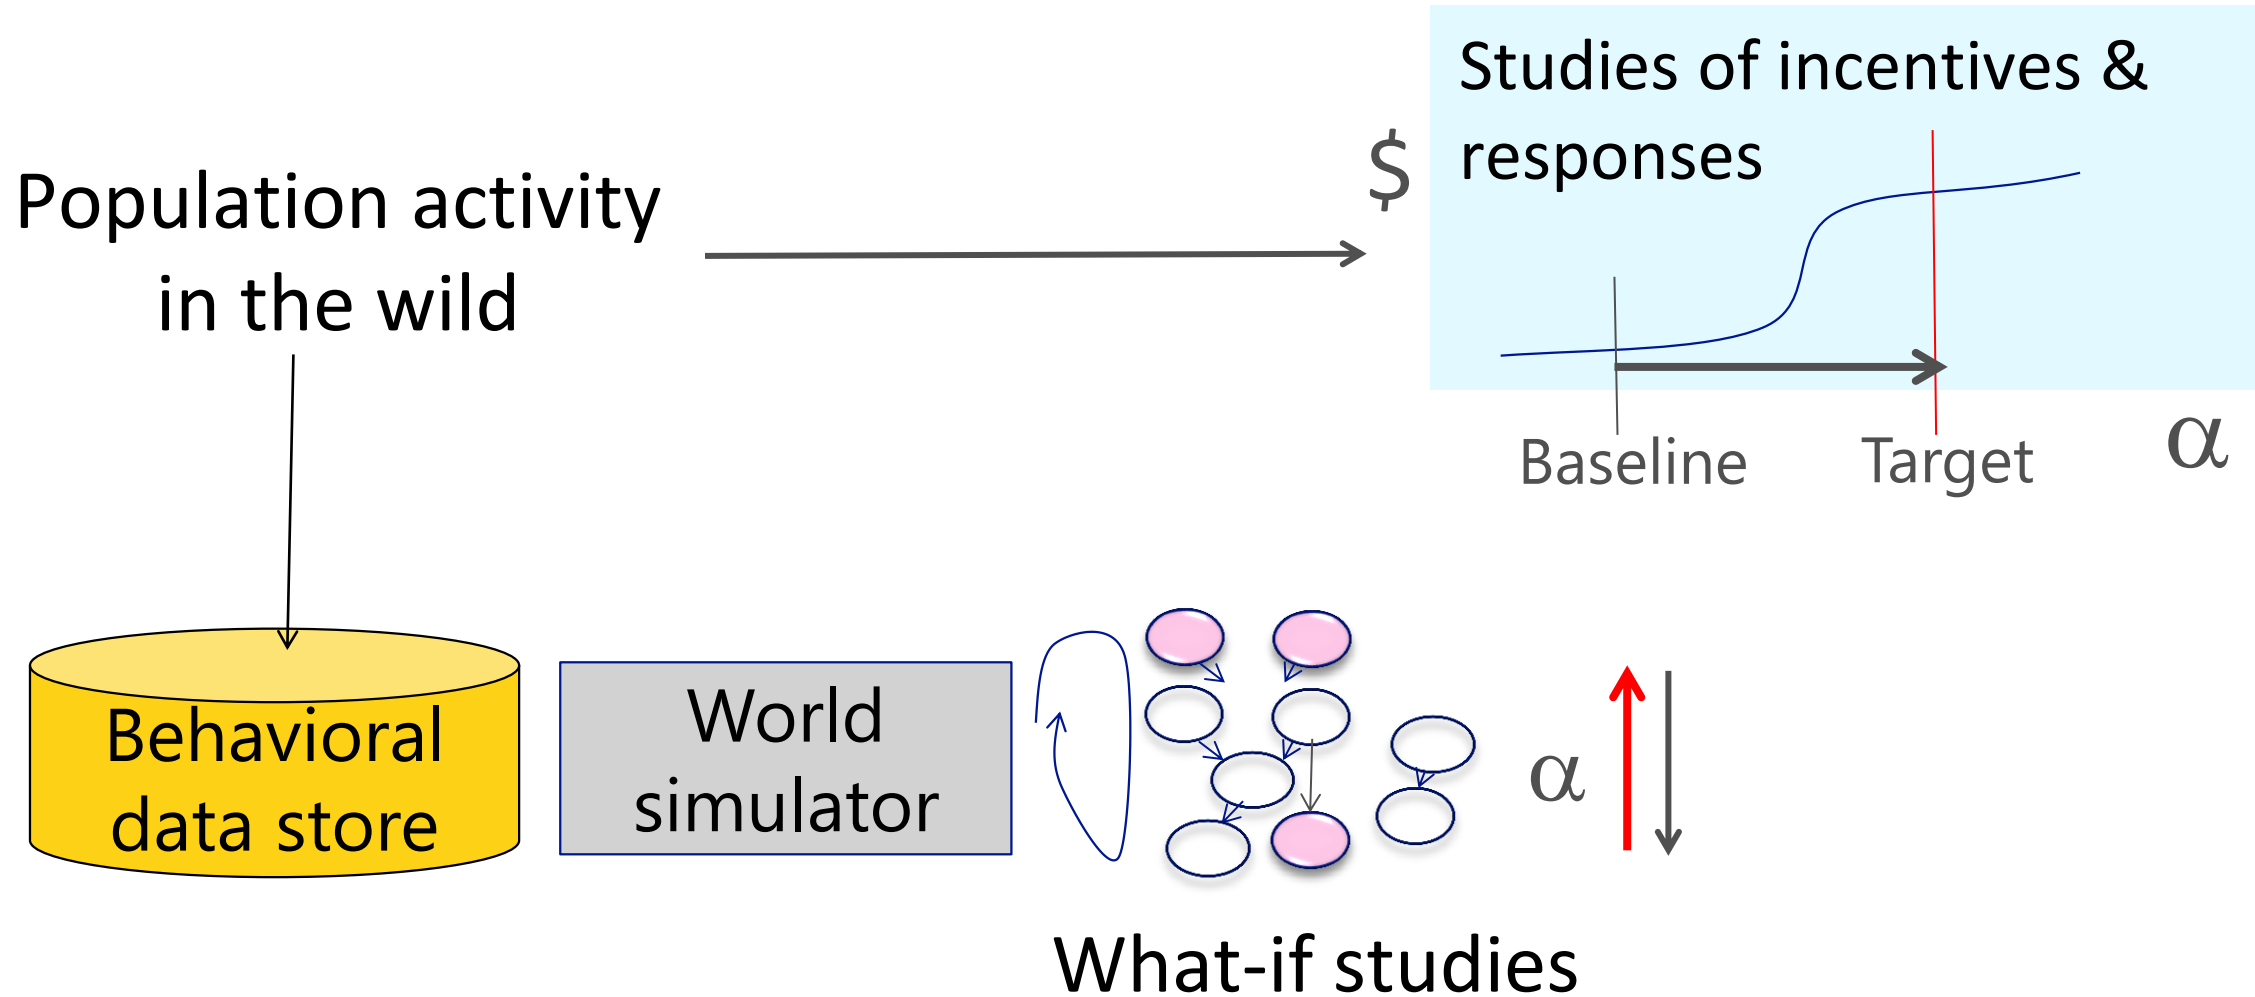 Studies of incentives &
responses
$
Population activity
in the wild
Baseline
Target
α
Behavioral
data store
World
simulator
α
What-if studies